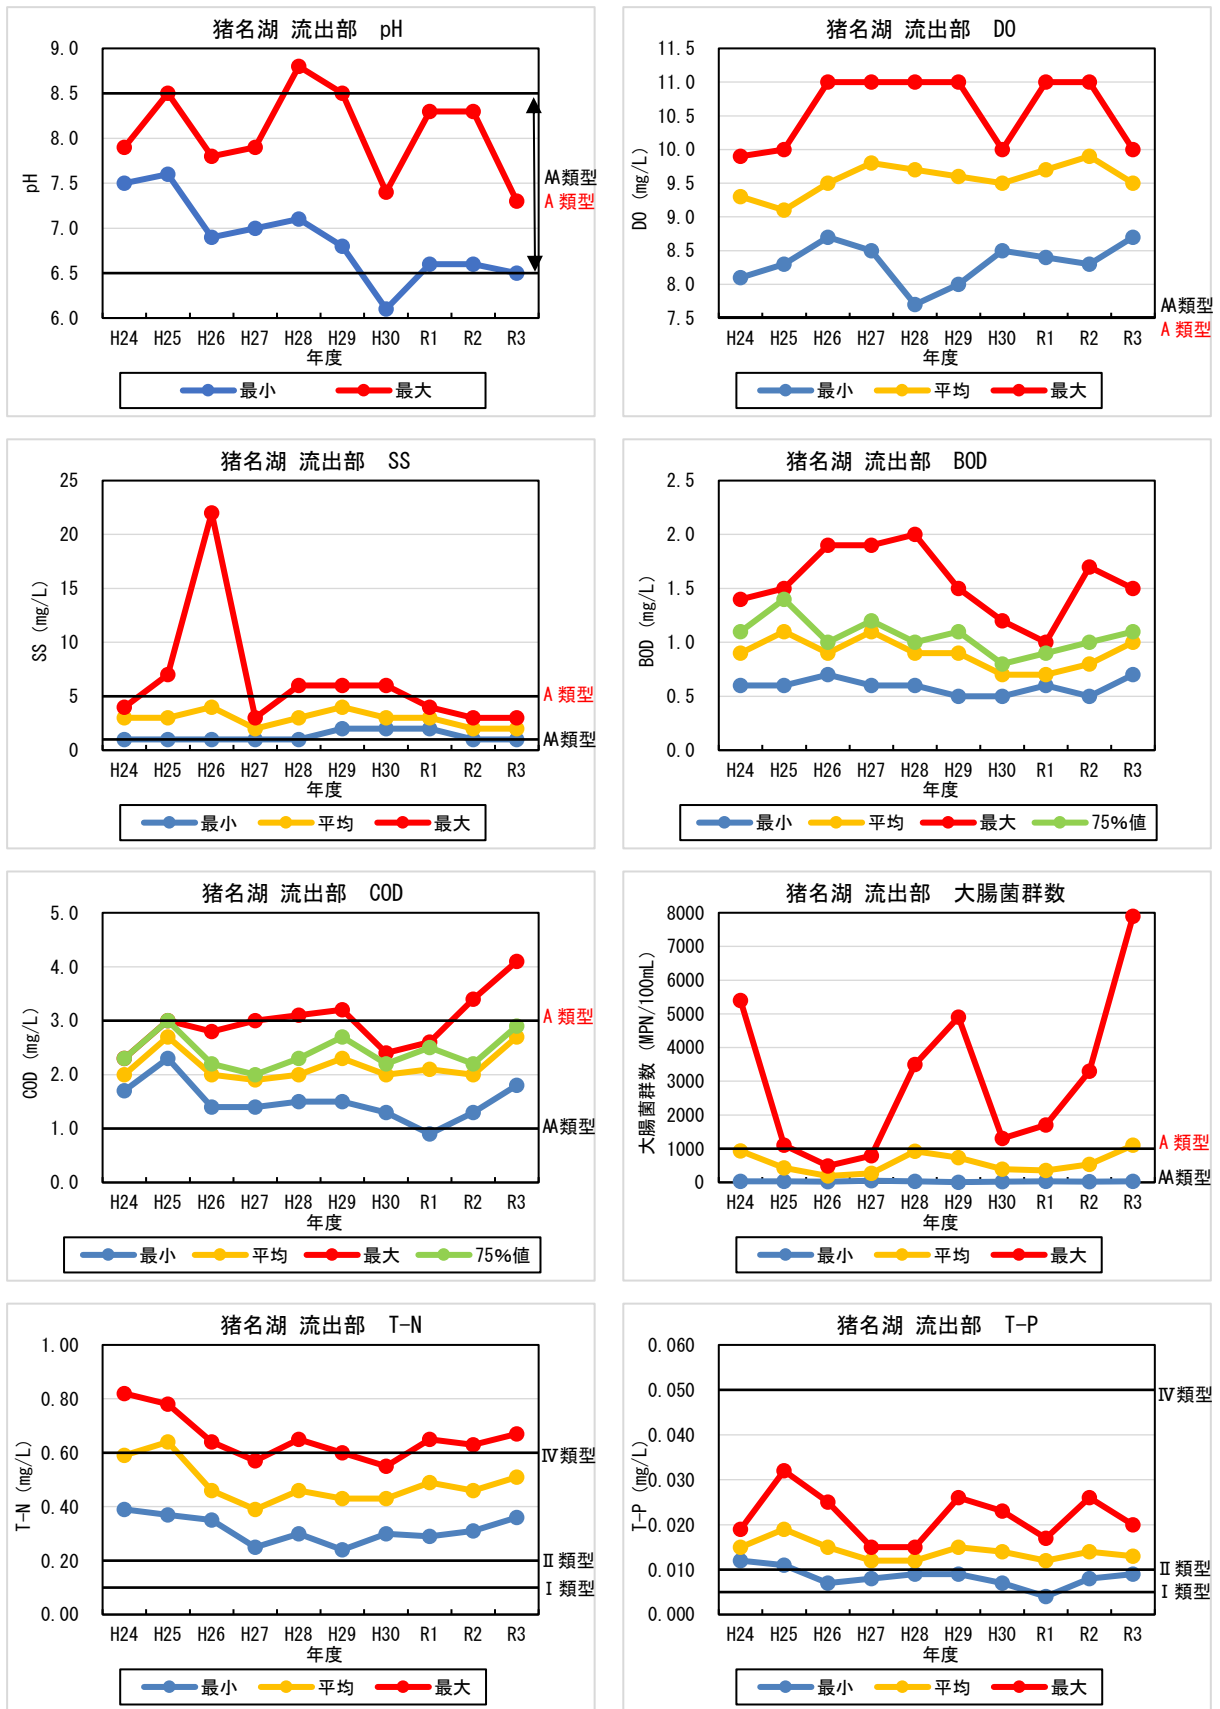 猪名湖 流出部 pH
9.0
8.5
8.0
7.5
7.0
6.5
6.0
pH
AA類型
A 類型
H24 H25 H26 H27 H28 H29 H30 R1 R2 R3
年度
最小 最大
猪名湖 流出部 DO
11.5
11.0
10.5
10.0
9.5
9.0
8.5
8.0
7.5
DO (mg/L)
AA類型
A 類型
H24 H25 H26 H27 H28 H29 H30 R1 R2 R3
年度
最小 平均 最大
猪名湖 流出部 SS
25
20
15
10
5
0
SS (mg/L)
A 類型
AA類型
H24 H25 H26 H27 H28 H29 H30 R1 R2 R3
年度
最小 平均 最大
猪名湖 流出部 BOD
2.5
2.0
1.5
1.0
0.5
0.0
BOD (mg/L)
H24 H25 H26 H27 H28 H29 H30 R1 R2 R3
年度
最小 平均 最大 75%値
猪名湖 流出部 COD
5.0
4.0
3.0
2.0
1.0
0.0
COD (mg/L)
A 類型
AA類型
H24 H25 H26 H27 H28 H29 H30 R1 R2 R3
年度
最小 平均 最大 75%値
猪名湖 流出部 大腸菌群数
8000
7000
6000
5000
4000
3000
2000
1000
0
大腸菌群数 (MPN/100mL)
A 類型
AA類型
H24 H25 H26 H27 H28 H29 H30 R1 R2 R3
年度
最小 平均 最大
猪名湖 流出部 T-N
1.00
0.80
0.60
0.40
0.20
0.00
T-N (mg/L)
Ⅳ類型
Ⅱ類型
Ⅰ類型
H24 H25 H26 H27 H28 H29 H30 R1 R2 R3
年度
最小 平均 最大
猪名湖 流出部 T-P
0.060
0.050
0.040
0.030
0.020
0.010
0.000
T-P (mg/L)
Ⅳ類型
Ⅱ類型
Ⅰ類型
H24 H25 H26 H27 H28 H29 H30 R1 R2 R3
年度
最小 平均 最大